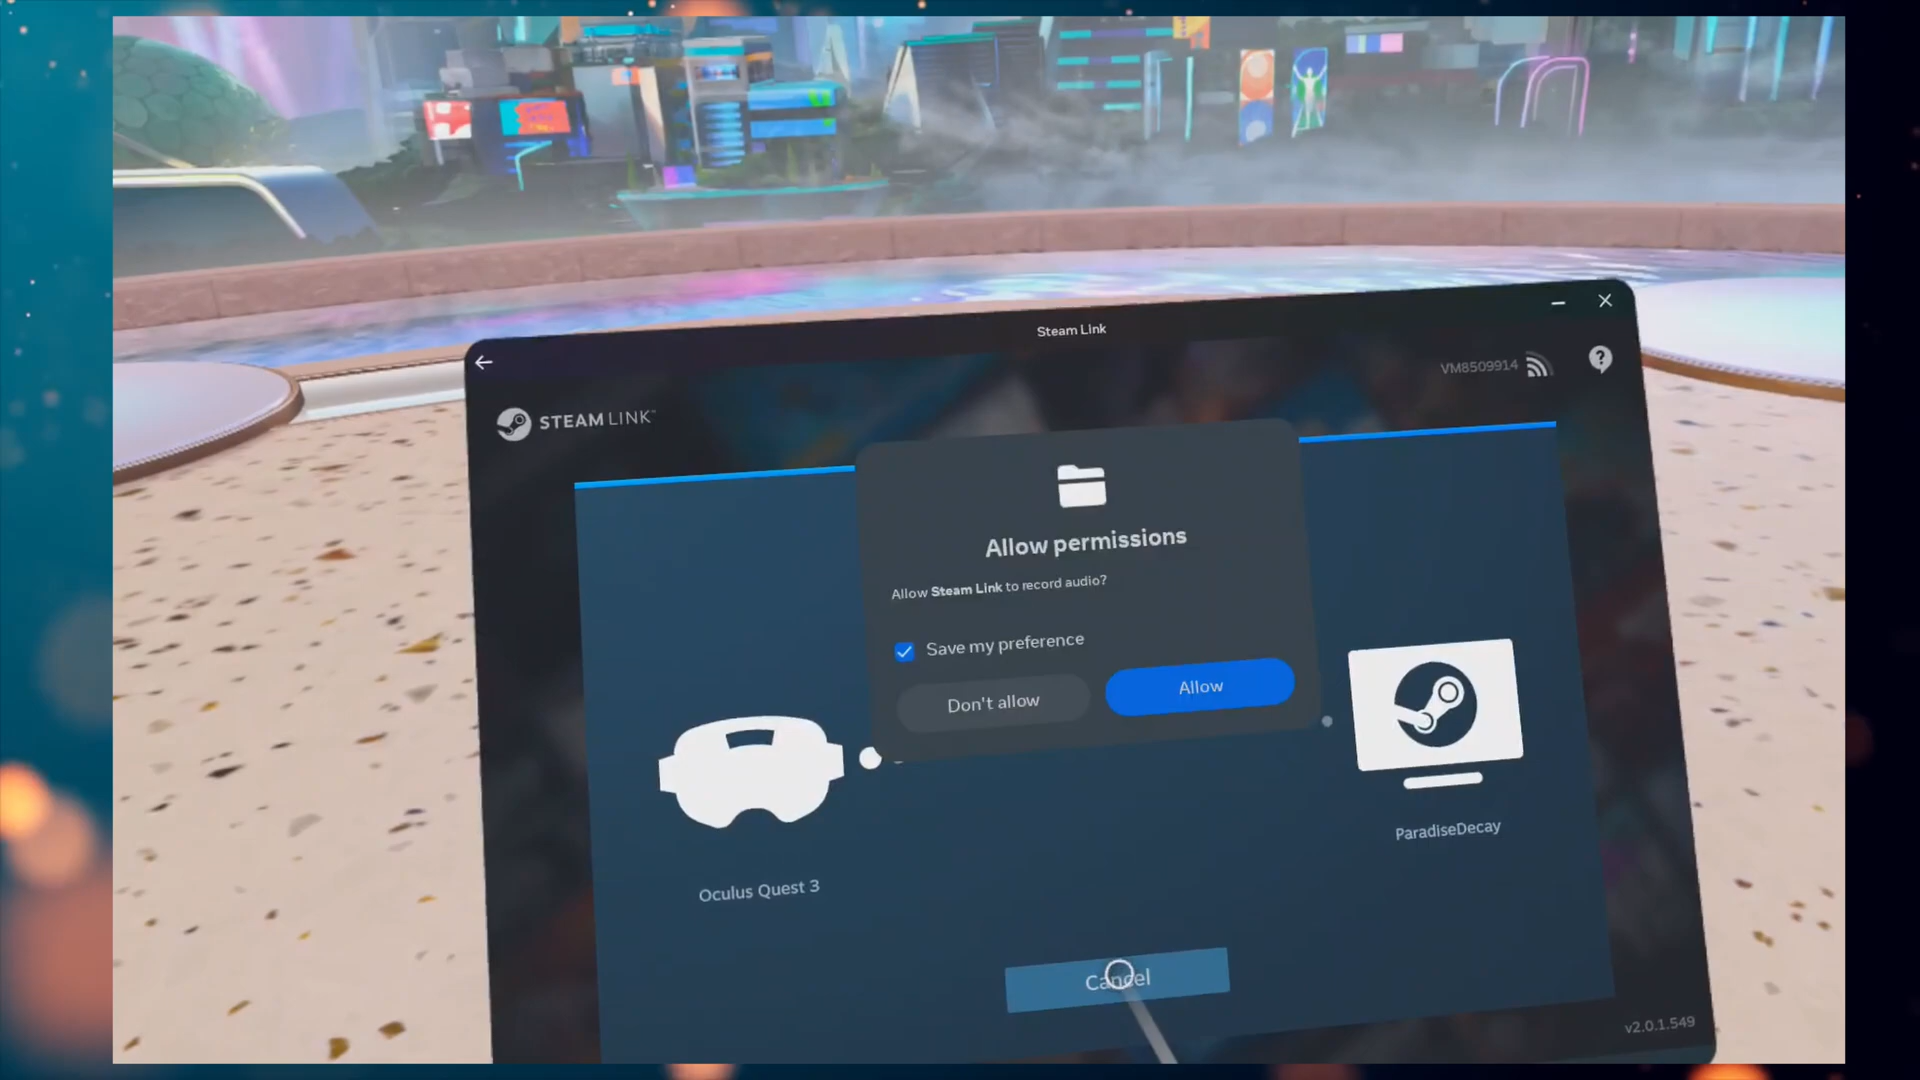 Steam Link
VM8509914
STEAM LINK
Allow permissions
Allow Steam Link to record audio?
Save my preference
Don't allow
Allow
ParadiseDecay
Oculus Quest 3
Cancel
v2.0.1.549